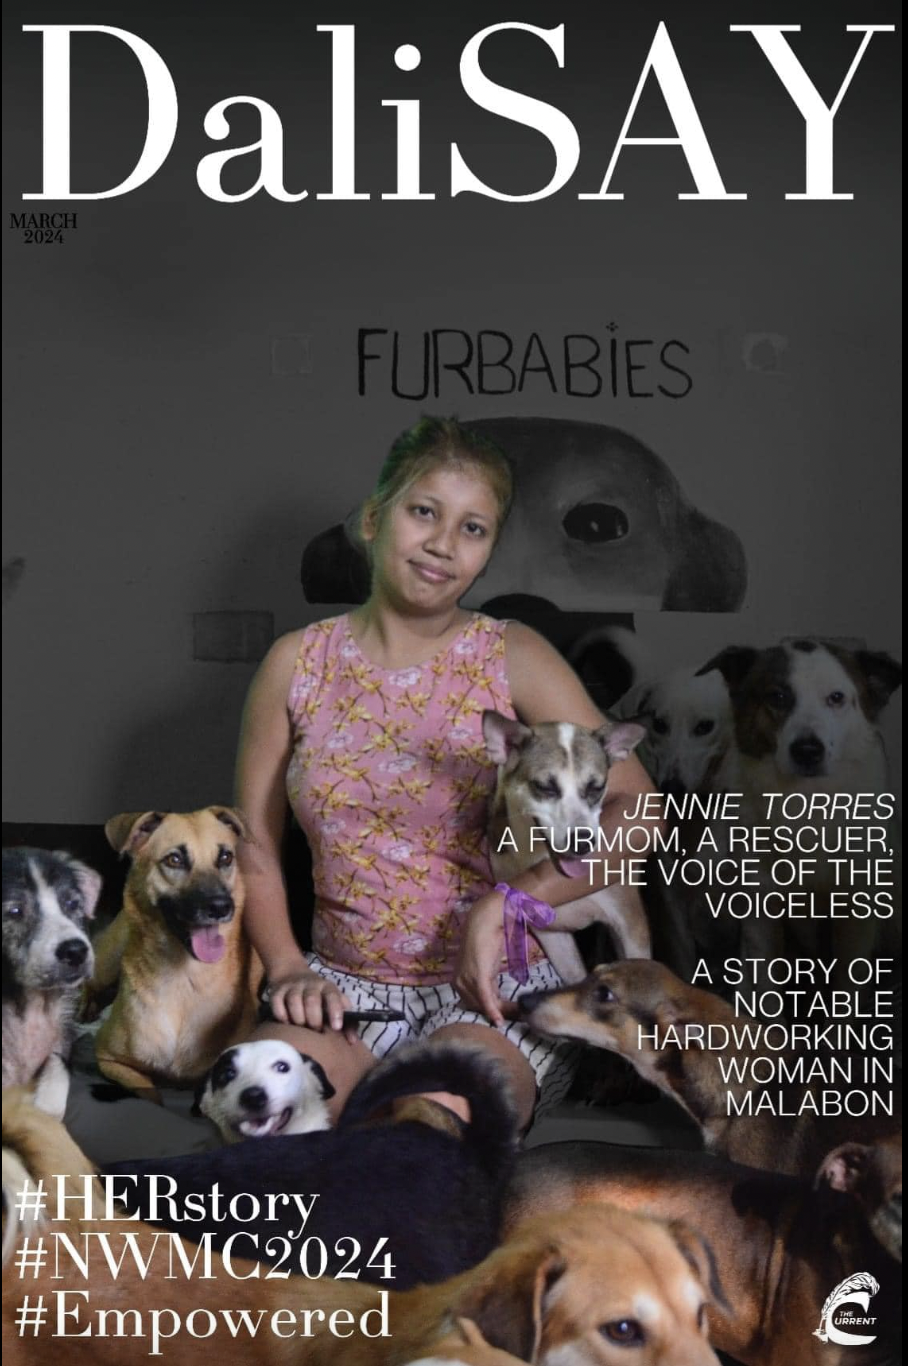 DaliSAY
MARCH
2024
FURBABiES
JENNIE TORRES
A FURMOM, A RESCUER,
THE VOICE OF THE
VOICELESS
A STORY OF
NOTABLE
HARDWORKING
WOMAN IN
MALABON
#HERstory
#NWMC2024
#Empowered
THE
CURRENT